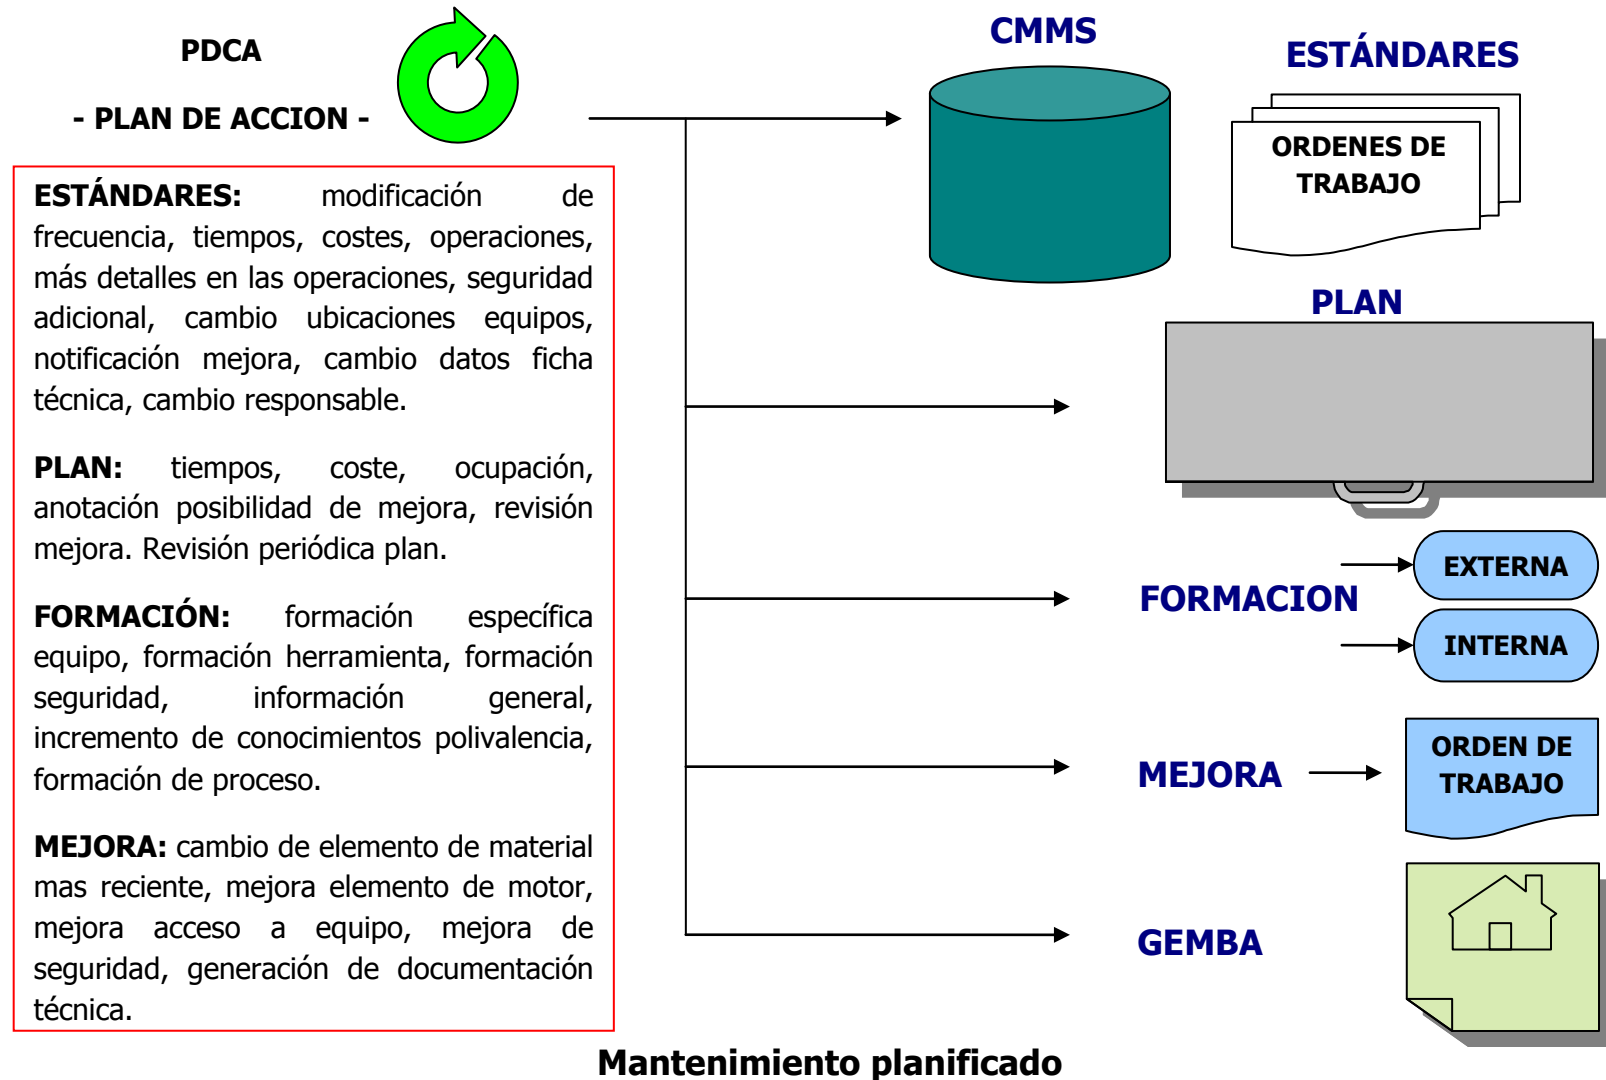 PDCA
- PLAN DE ACCION -
ESTÁNDARES: modificación de
frecuencia, tiempos, costes, operaciones,
más detalles en las operaciones, seguridad
adicional, cambio ubicaciones equipos,
notificación mejora, cambio datos ficha
técnica, cambio responsable.
PLAN: tiempos, coste, ocupación,
anotación posibilidad de mejora, revisión
mejora. Revisión periódica plan.
FORMACIÓN: formación específica
equipo, formación herramienta, formación
seguridad, información general,
incremento de conocimientos polivalencia,
formación de proceso.
MEJORA: cambio de elemento de material
mas reciente, mejora elemento de motor,
mejora acceso a equipo, mejora de
seguridad, generación de documentación
técnica.
CMMS
ESTÁNDARES
ORDENES DE
TRABAJO
PLAN
FORMACION
EXTERNA
INTERNA
MEJORA
ORDEN DE
TRABAJO
GEMBA
Mantenimiento planificado